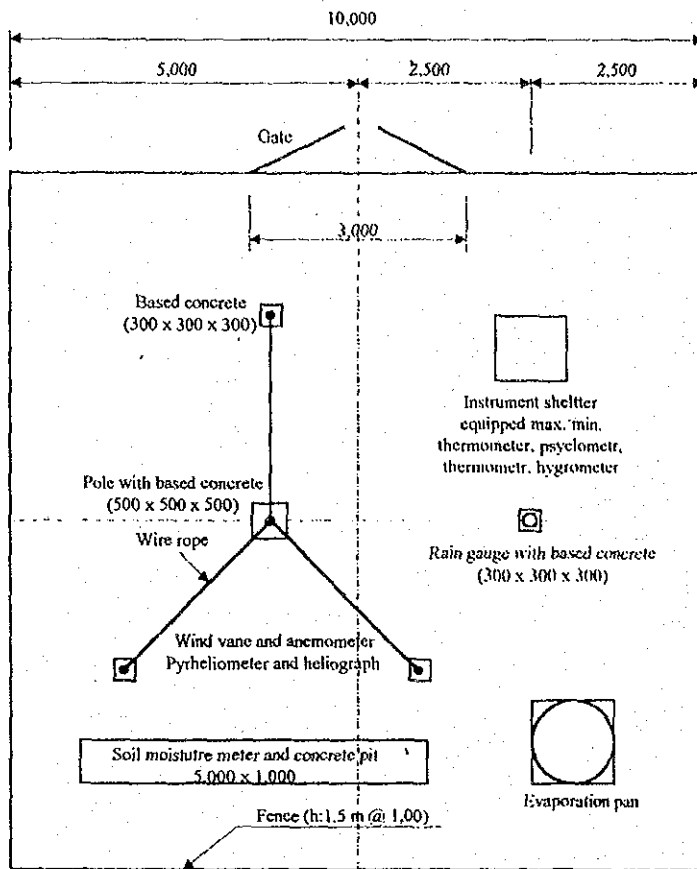 10,000
5,000
2,500
2,500
Gate
3,000
Based concrete
(300 x 300 x 300)
Instrument sheltter
equipped max. min.
thermometer, psyclometr,
thermometr, hygrometer
Pole with based concrete
(500 x 500 x 500)
Wire rope
Rain gauge with based concrete
(300 x 300 x 300)
Wind vane and anemometer
Pyrheliometer and heliograph
Soil moistutre meter and concrete pit
5,000 x 1,000
Evaporation pan
Fence (h:1.5 m @ 1,00)